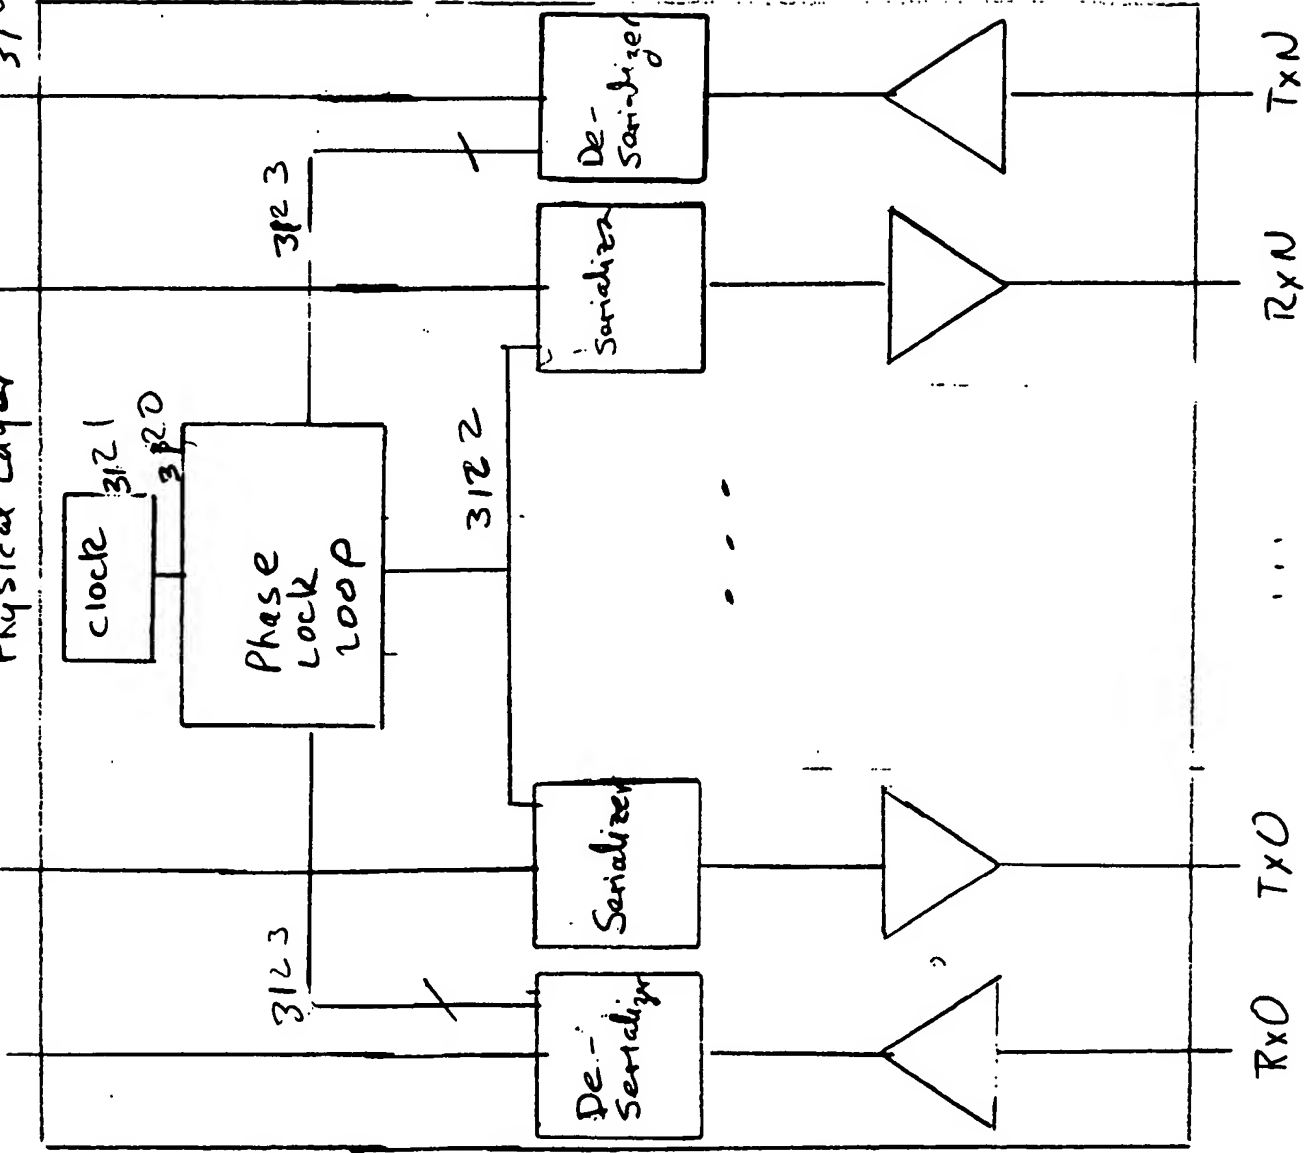 Physical Layer
Clock
3121
3120
Phase
Lock
Loop
3123
3123
3122
De-
Serializer
Serializer
Serializer
De-
Serializer
...
RxO
TxO
...
RxN
TxN